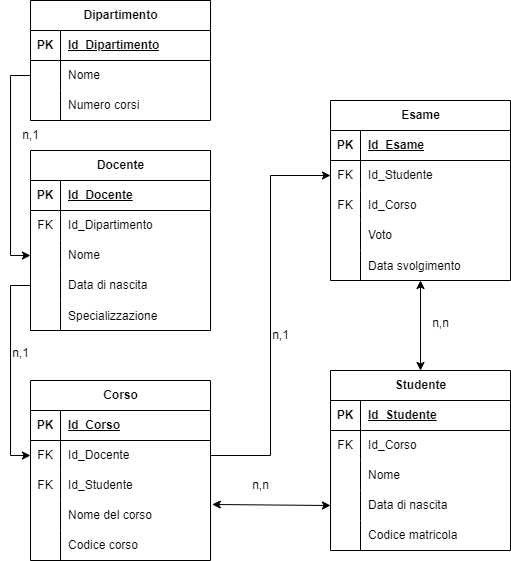 Dipartimento
PK Id_Dipartimento
Nome
Numero corsi
n,1
Docente
PK Id_Docente
FK Id_Dipartimento
Nome
Data di nascita
Specializzazione
n,1
Corso
PK Id_Corso
FK Id_Docente
FK Id_Studente
Nome del corso
Codice corso
n,1
n,n
Esame
PK Id_Esame
FK Id_Studente
FK Id_Corso
Voto
Data svolgimento
n,n
Studente
PK Id_Studente
FK Id_Corso
Nome
Data di nascita
Codice matricola